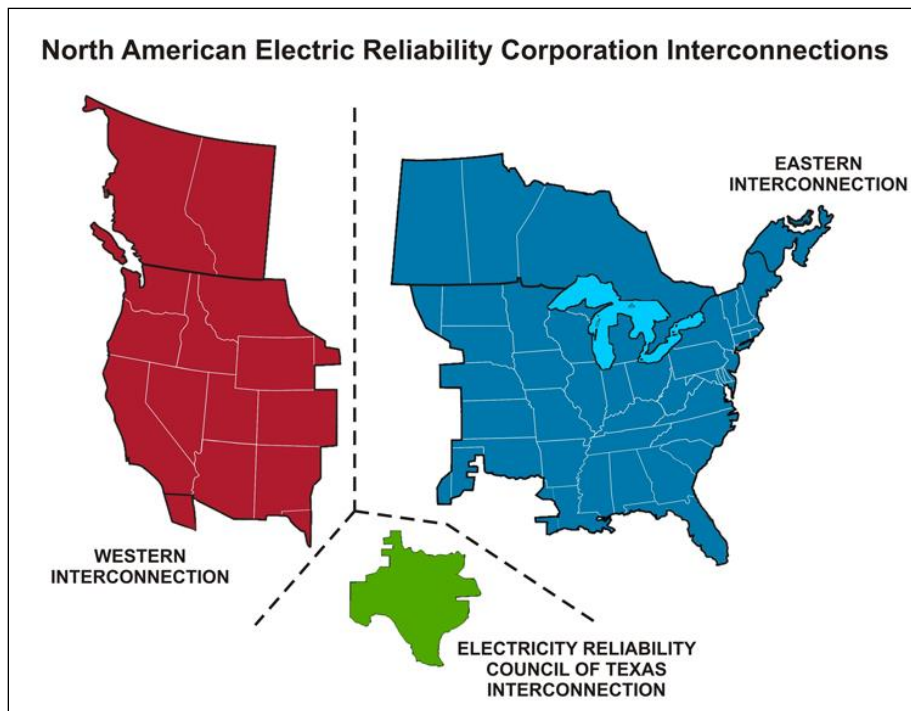 North American Electric Reliability Corporation Interconnections
EASTERN
INTERCONNECTION
WESTERN
INTERCONNECTION
ELECTRICITY RELIABILITY
COUNCIL OF TEXAS
INTERCONNECTION